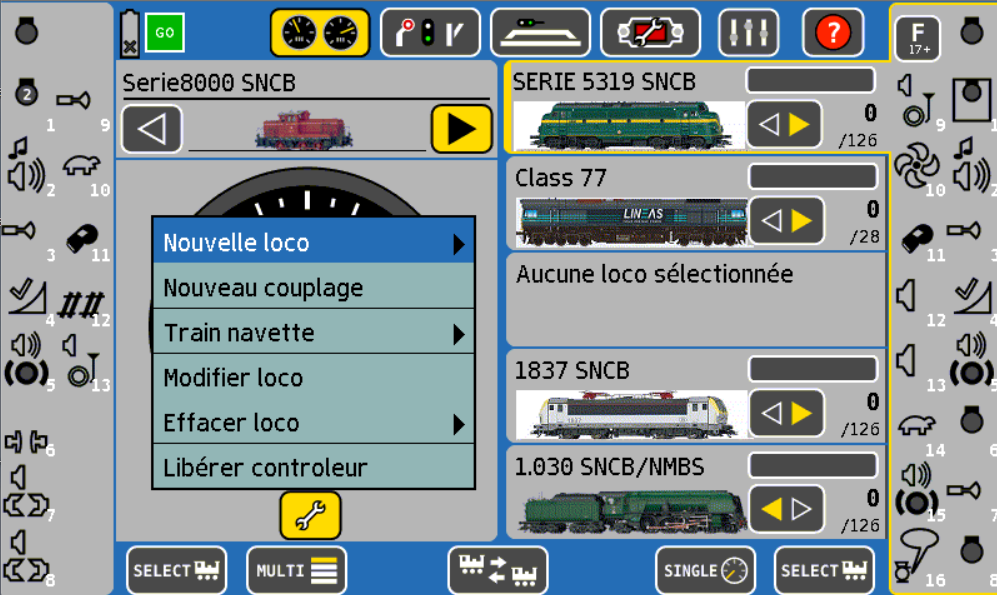 GO
F
17+
2
1
9
2
10
3
11
4
12
5
13
6
7
8
Serie8000 SNCB
Nouvelle loco
Nouveau couplage
Train navette
Modifier loco
Effacer loco
Libérer controleur
SERIE 5319 SNCB
0
/126
Class 77
LINEAS
0
/28
Aucune loco sélectionnée
1837 SNCB
1837
0
/126
1.030 SNCB/NMBS
0
/126
9
1
10
11
3
12
4
13
5
14
15
7
16
8
SELECT
MULTI
SINGLE
SELECT
?